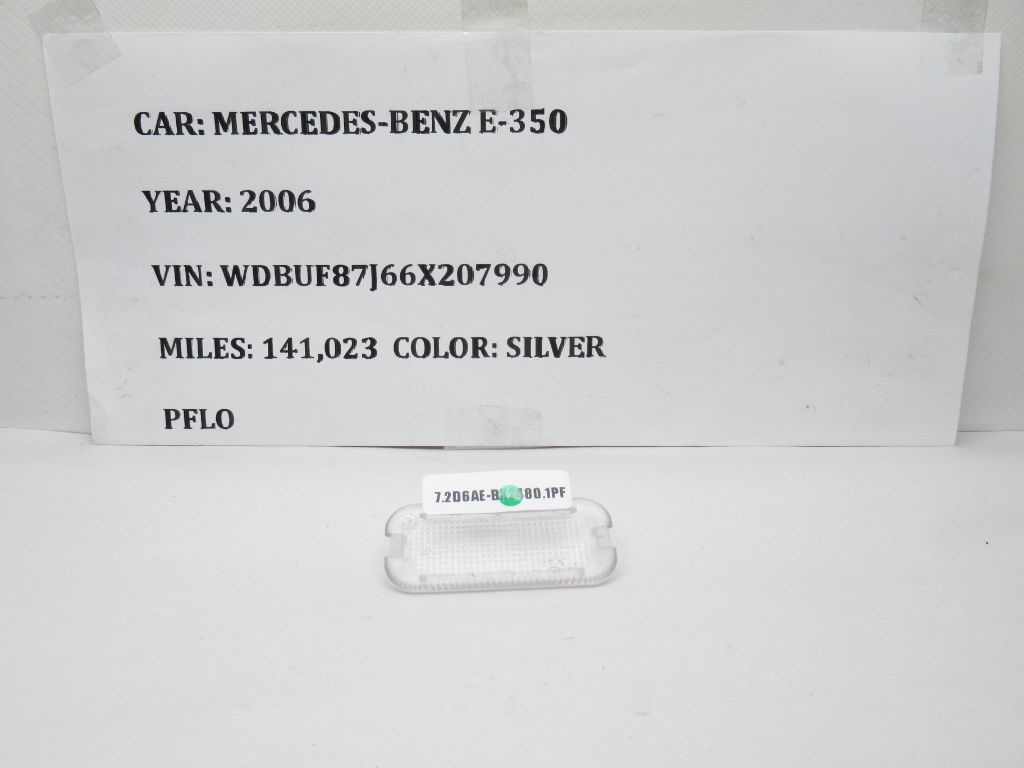 CAR: MERCEDES-BENZ E-350
YEAR: 2006
VIN: WDBUF87J66X207990
MILES: 141,023 COLOR: SILVER
PFLO